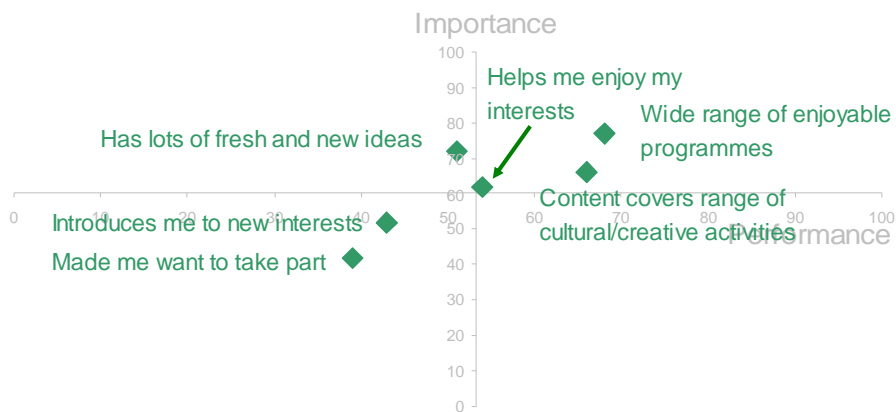 Importance
100
90
Helps me enjoy my
interests
80
Wide range of enjoyable
programmes
Has lots of fresh and new ideas
70
60
0 10 20 30 40 50 60 70 80 90 100
Content covers range of
cultural/creative activities
Performance
Introduces me to new interests
50
Made me want to take part
40
30
20
10
0